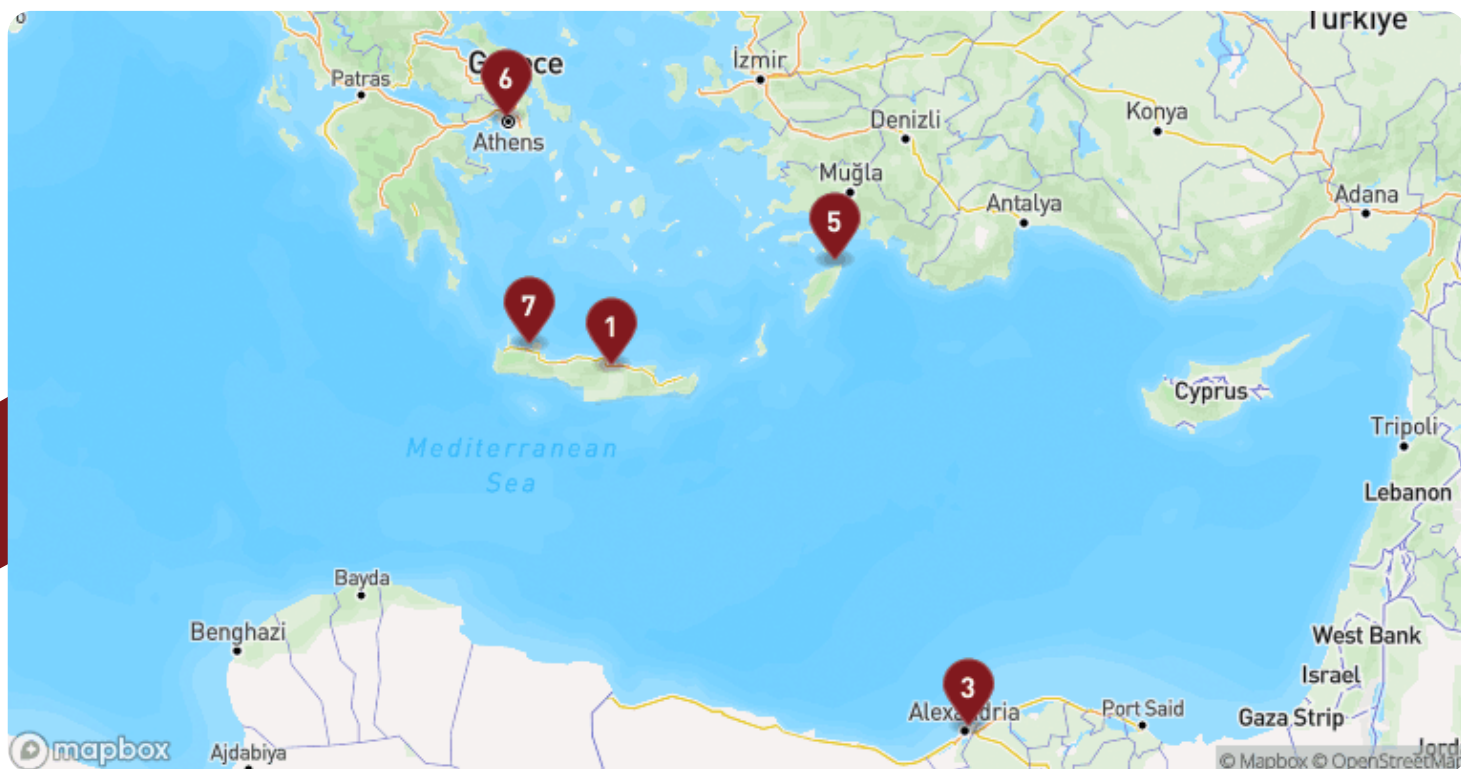 Türkiye
Greece
6
İzmir
Patras
Athens
Denizli
Konya
Muğla
5
Antalya
Adana
7
1
Cyprus
Mediterranean
Sea
Tripoli
Lebanon
Bayda
Benghazi
West Bank
Israel
3
Alexandria
Port Said
Gaza Strip
mapbox
Ajdabiya
Jord
© Mapbox © OpenStreetMap